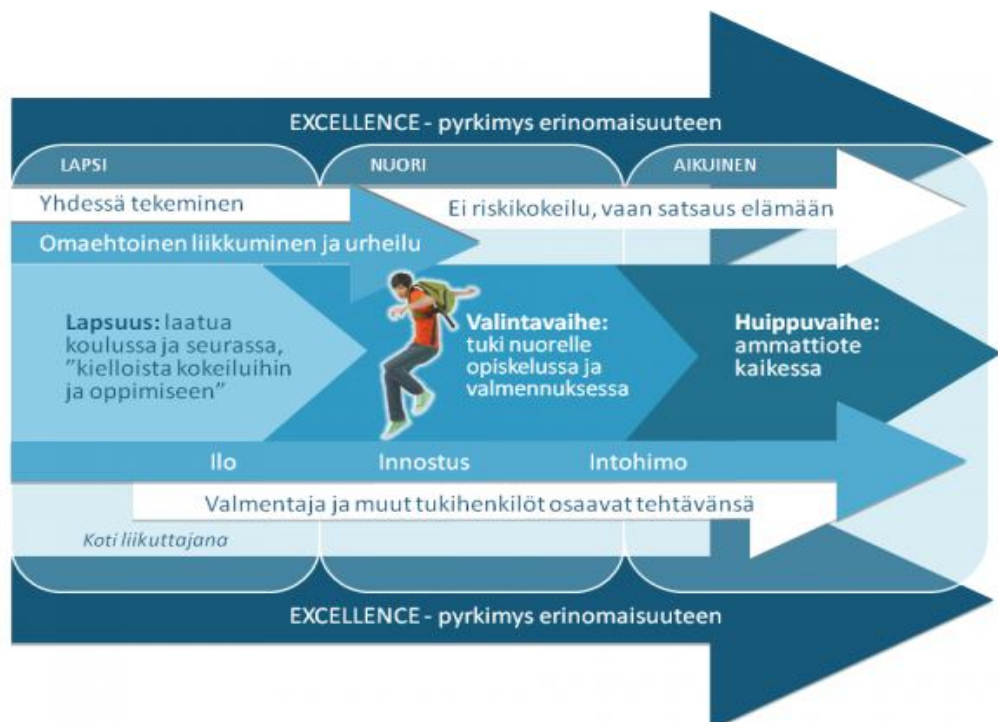 EXCELLENCE - pyrkimys erinomaisuuteen
LAPSI
NUORI
AIKUINEN
Yhdessä tekeminen
Ei riskikokeilu, vaan satsaus elämään
Omaehtoinen liikkuminen ja urheilu
Lapsuus: laatua
koulussa ja seurassa,
”kielloista kokeiluihin
ja oppimiseen”
Valintavaihe:
tuki nuorelle
opiskelussa ja
valmennuksessa
Huippuvaihe:
ammattiote
kaikessa
Ilo
Innostus
Intohimo
Valmentaja ja muut tukihenkilöt osaavat tehtävänsä
Koti liikuttajana
EXCELLENCE - pyrkimys erinomaisuuteen